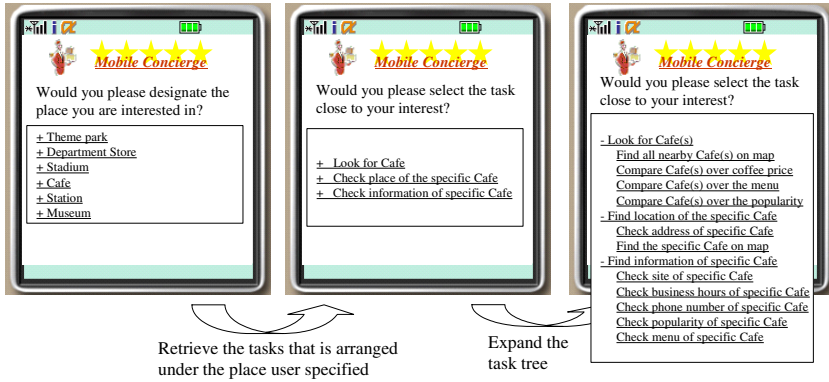 i α
Mobile Concierge
Would you please designate the
place you are interested in?
+ Theme park
+ Department Store
+ Stadium
+ Cafe
+ Station
+ Museum
i α
Mobile Concierge
Would you please select the task
close to your interest?
+ Look for Cafe
+ Check place of the specific Cafe
+ Check information of specific Cafe
i α
Mobile Concierge
Would you please select the task
close to your interest?
- Look for Cafe(s)
Find all nearby Cafe(s) on map
Compare Cafe(s) over coffee price
Compare Cafe(s) over the menu
Compare Cafe(s) over the popularity
- Find location of the specific Cafe
Check address of specific Cafe
Find the specific Cafe on map
- Find information of specific Cafe
Check site of specific Cafe
Check business hours of specific Cafe
Check phone number of specific Cafe
Check popularity of specific Cafe
Check menu of specific Cafe
Retrieve the tasks that is arranged
under the place user specified
Expand the
task tree